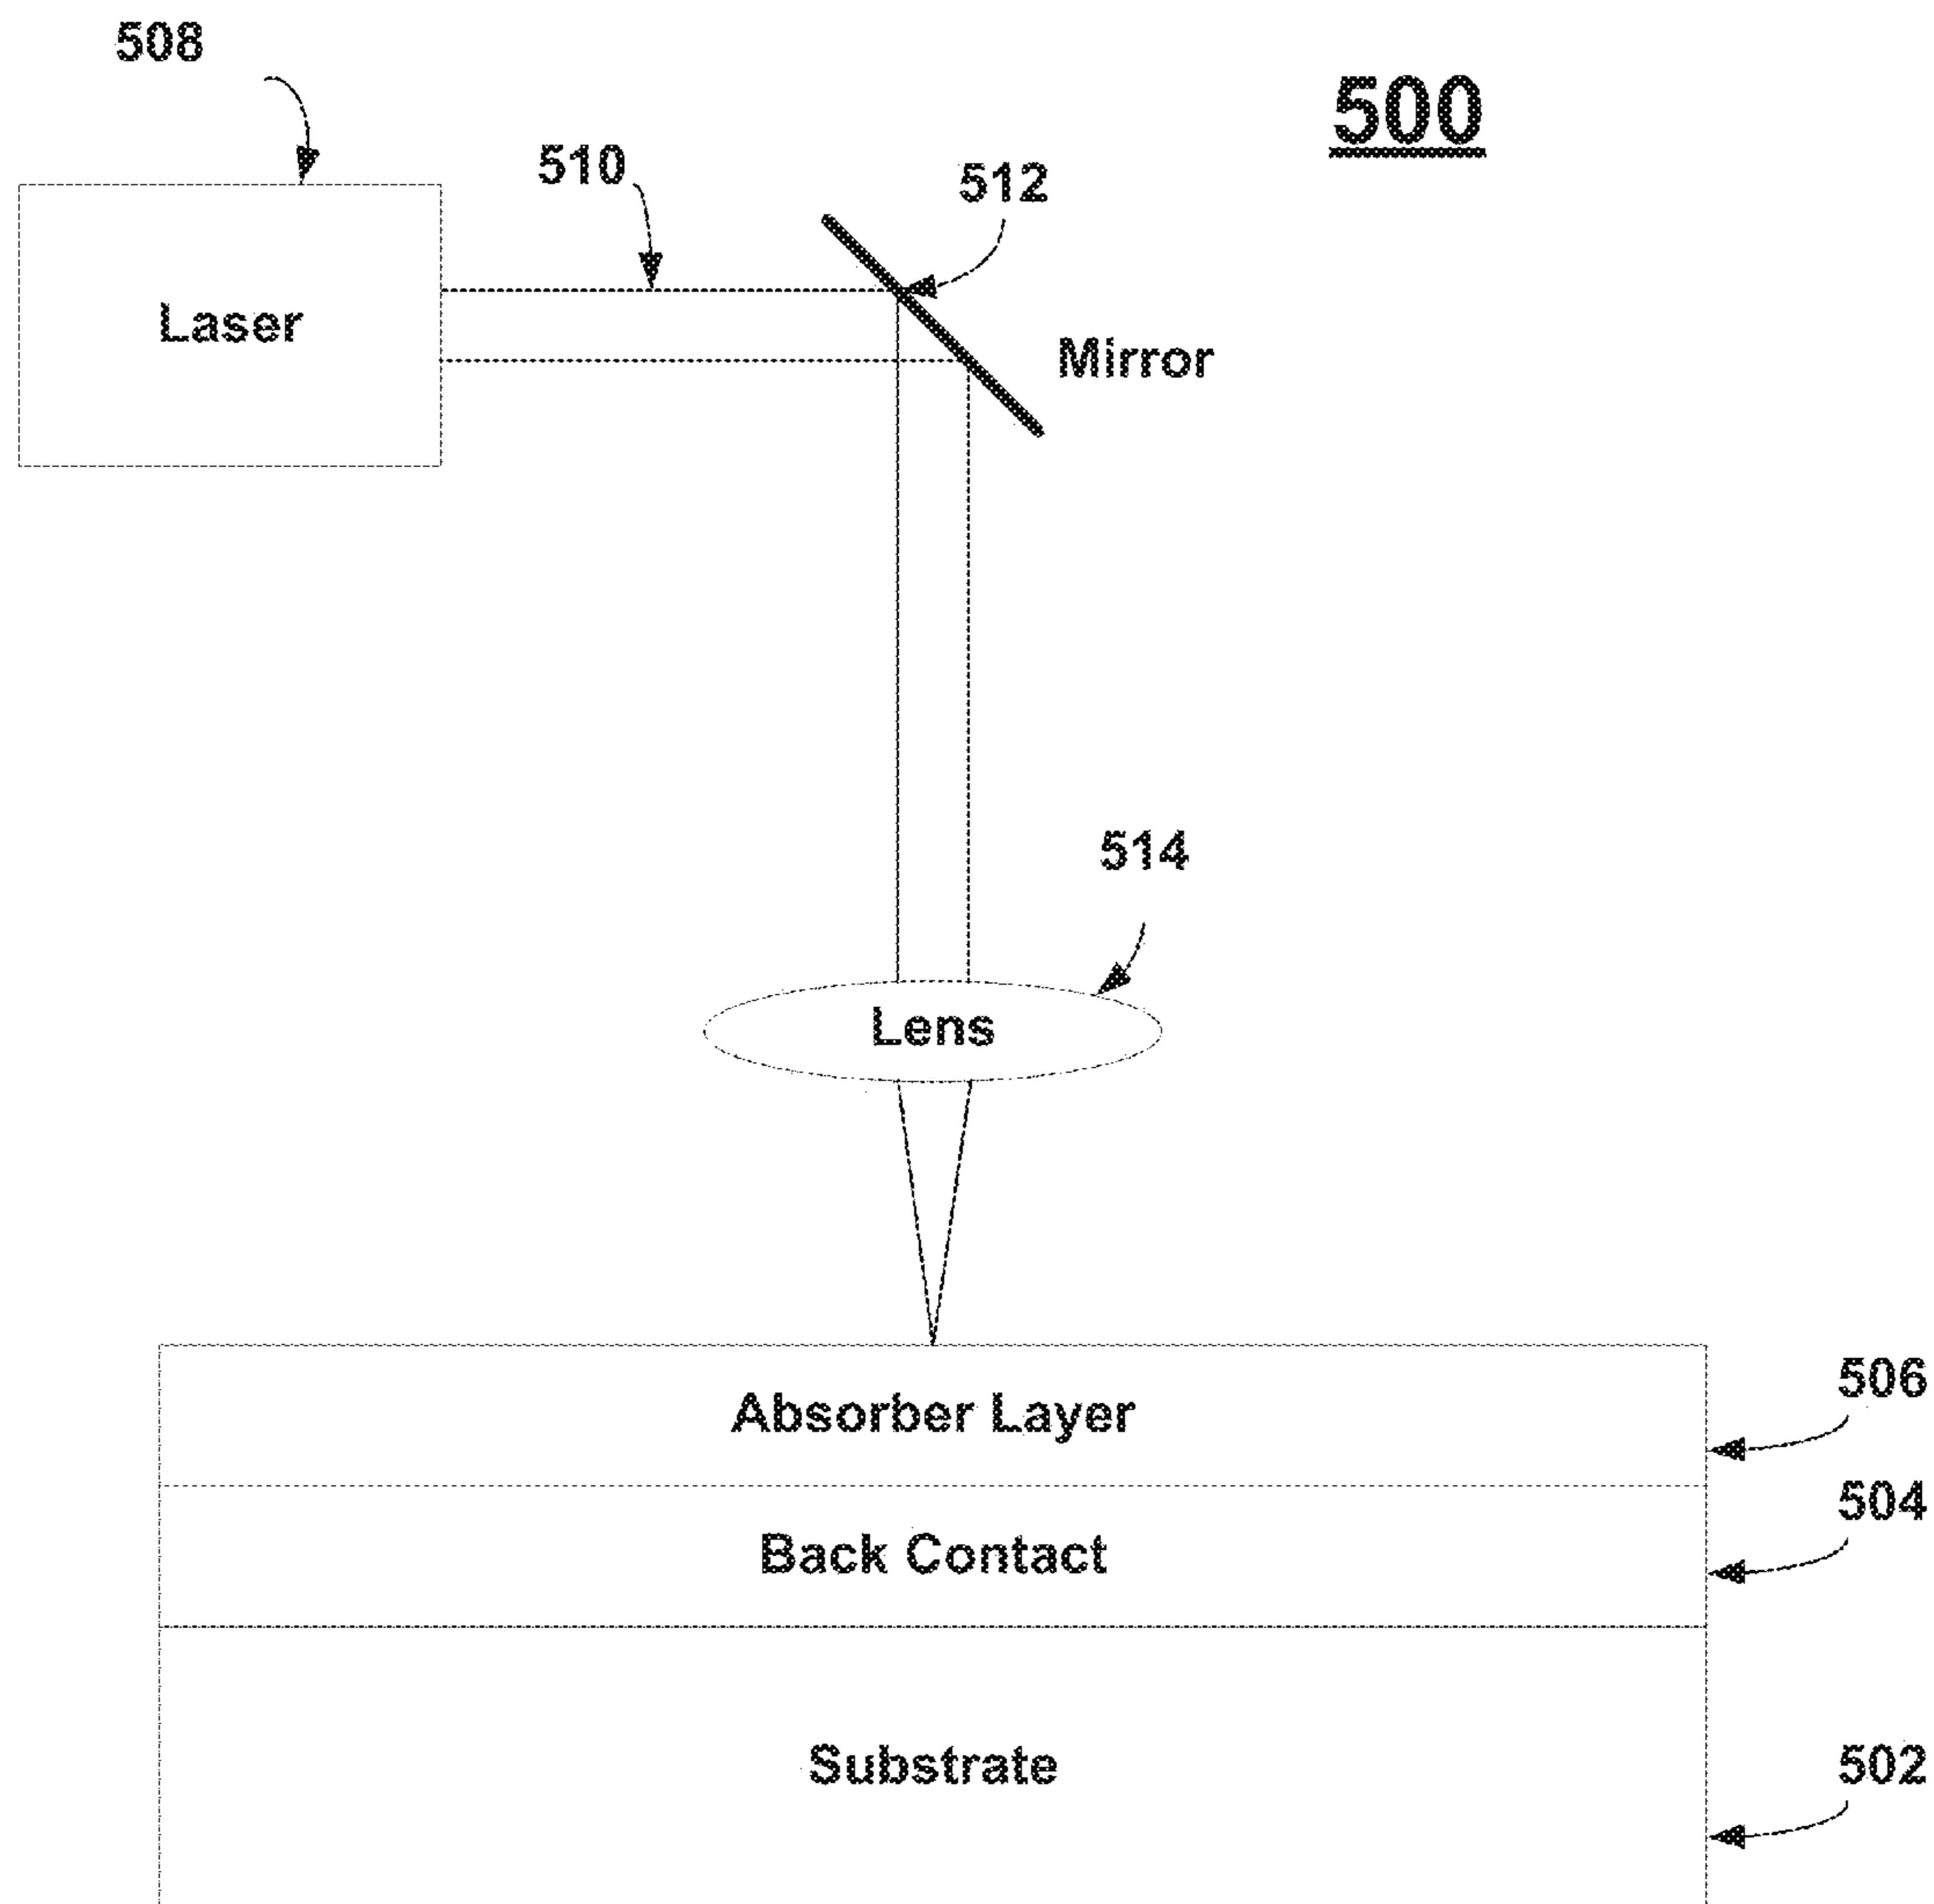 508
500
510
512
Laser
Mirror
514
Lens
506
Absorber Layer
504
Back Contact
Substrate
502